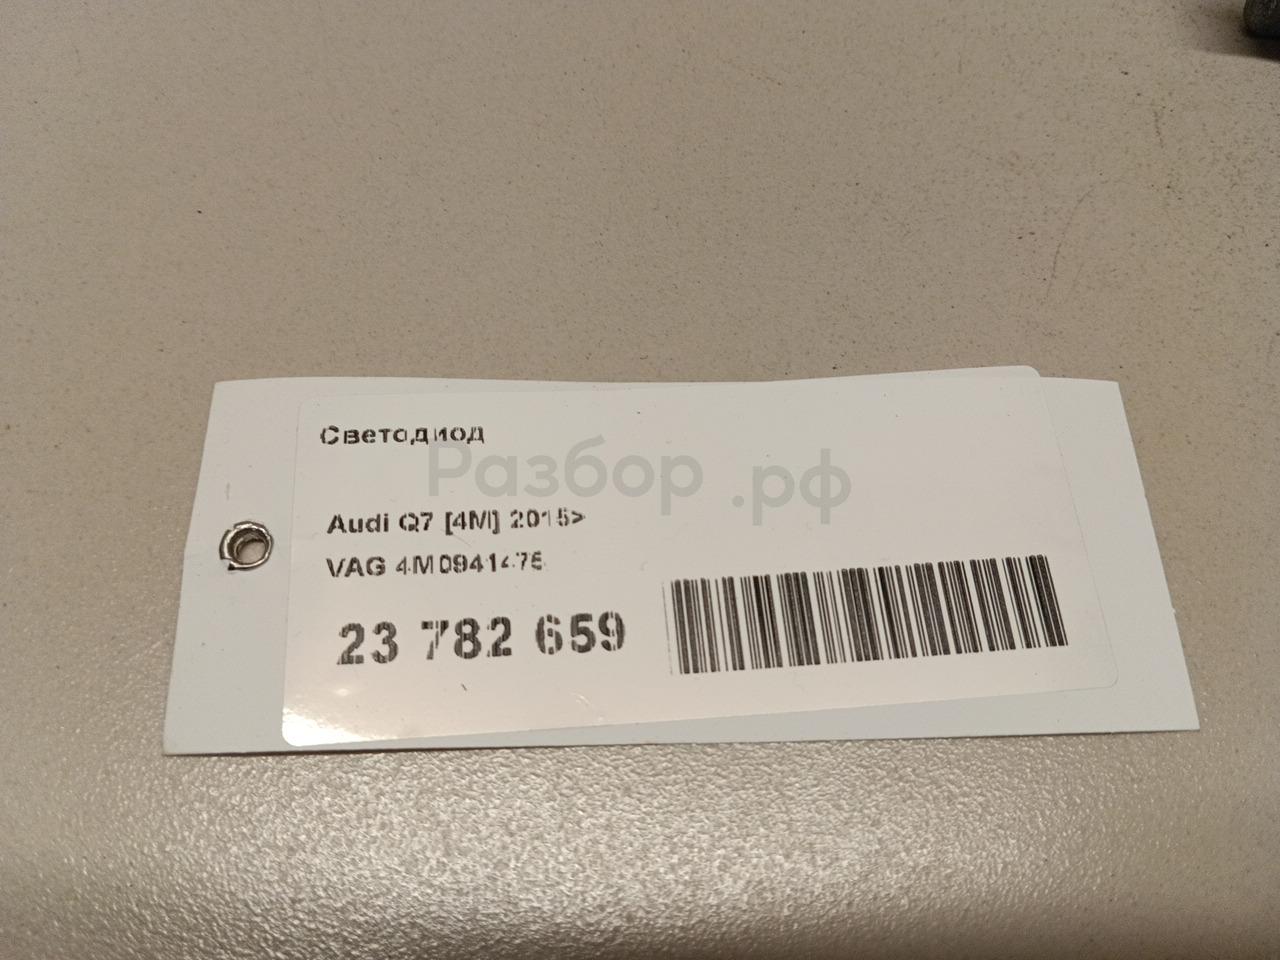 Светодиод
Разбор.рф
Audi Q7 [4M] 2015>
VAG 4M0941475
23 782 659